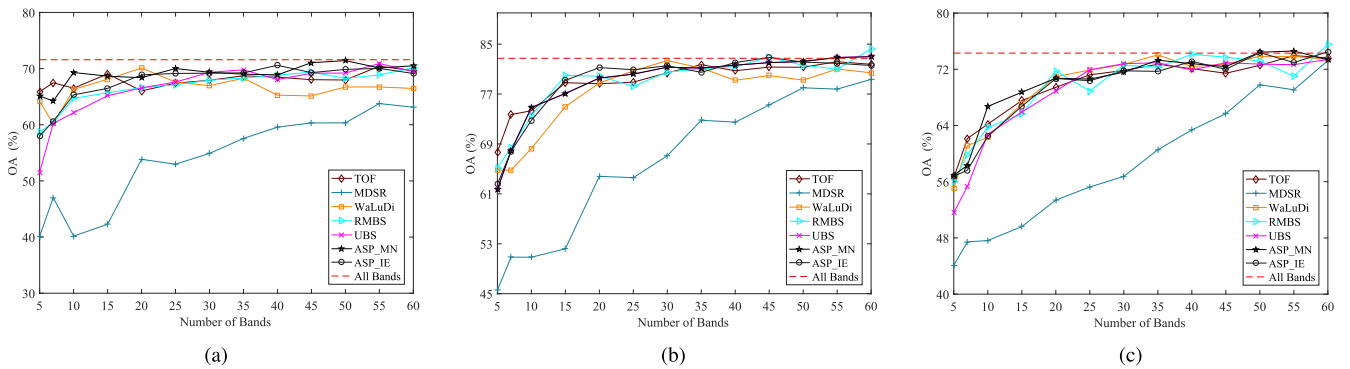 80
70
60
50
40
30
OA (%)
5 10 15 20 25 30 35 40 45 50 55 60
Number of Bands
TOF
MDSR
WaLuDi
RMBS
UBS
ASP_MN
ASP_IE
All Bands
(a)
85
77
69
61
53
45
OA (%)
5 10 15 20 25 30 35 40 45 50 55 60
Number of Bands
TOF
MDSR
WaLuDi
RMBS
UBS
ASP_MN
ASP_IE
All Bands
(b)
80
72
64
56
48
40
OA (%)
5 10 15 20 25 30 35 40 45 50 55 60
Number of Bands
TOF
MDSR
WaLuDi
RMBS
UBS
ASP_MN
ASP_IE
All Bands
(c)